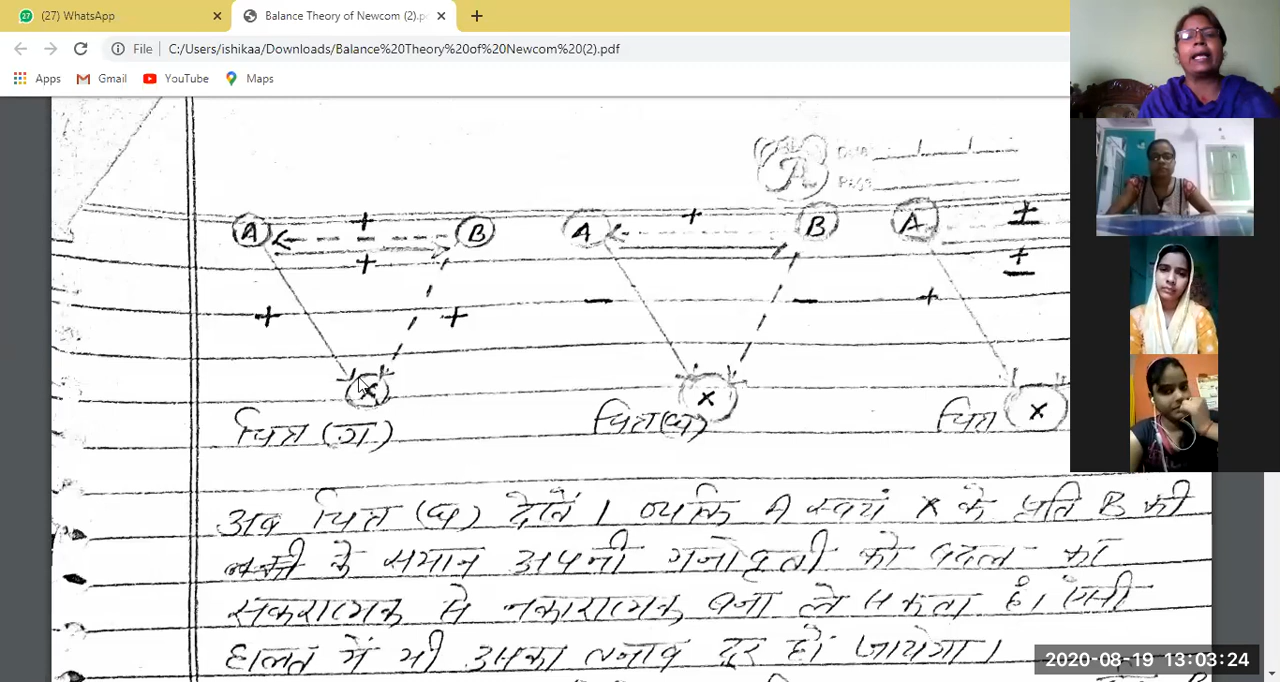 (27) WhatsApp
Balance Theory of Newcom (2).p
File C:/Users/ishikaa/Downloads/Balance%20Theory%20of%20Newcom%20(2).pdf
Apps Gmail YouTube Maps
A + B A + B A ±
+ ±
+ + - - +
X X X
चित्र (ग) चित्र (घ) चित्र
अब चित्र (घ) देखें । व्यक्ति A स्वयं X के प्रति B की
के समान अपनी मनोवृत्ती को बदल कर
सकारात्मक से नकारात्मक बना ले सकता है। ऐसी
हालत में भी उसका तनाव दूर हो जायेगा।
2020-08-19 13:03:24